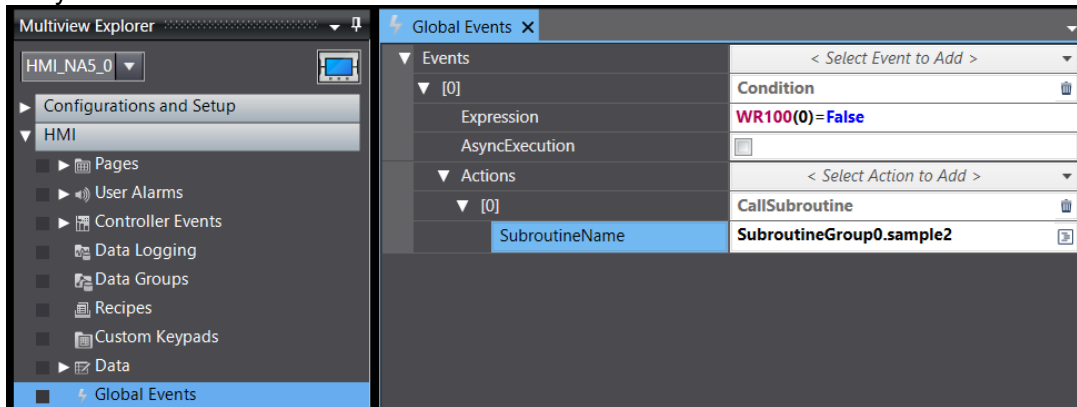 Multiview Explorer
HMI_NA5_0
Configurations and Setup
HMI
Pages
User Alarms
Controller Events
Data Logging
Data Groups
Recipes
Custom Keypads
Data
Global Events
Global Events
Events < Select Event to Add >
[0] Condition
Expression WR100(0)=False
AsyncExecution
Actions < Select Action to Add >
[0] CallSubroutine
SubroutineName SubroutineGroup0.sample2